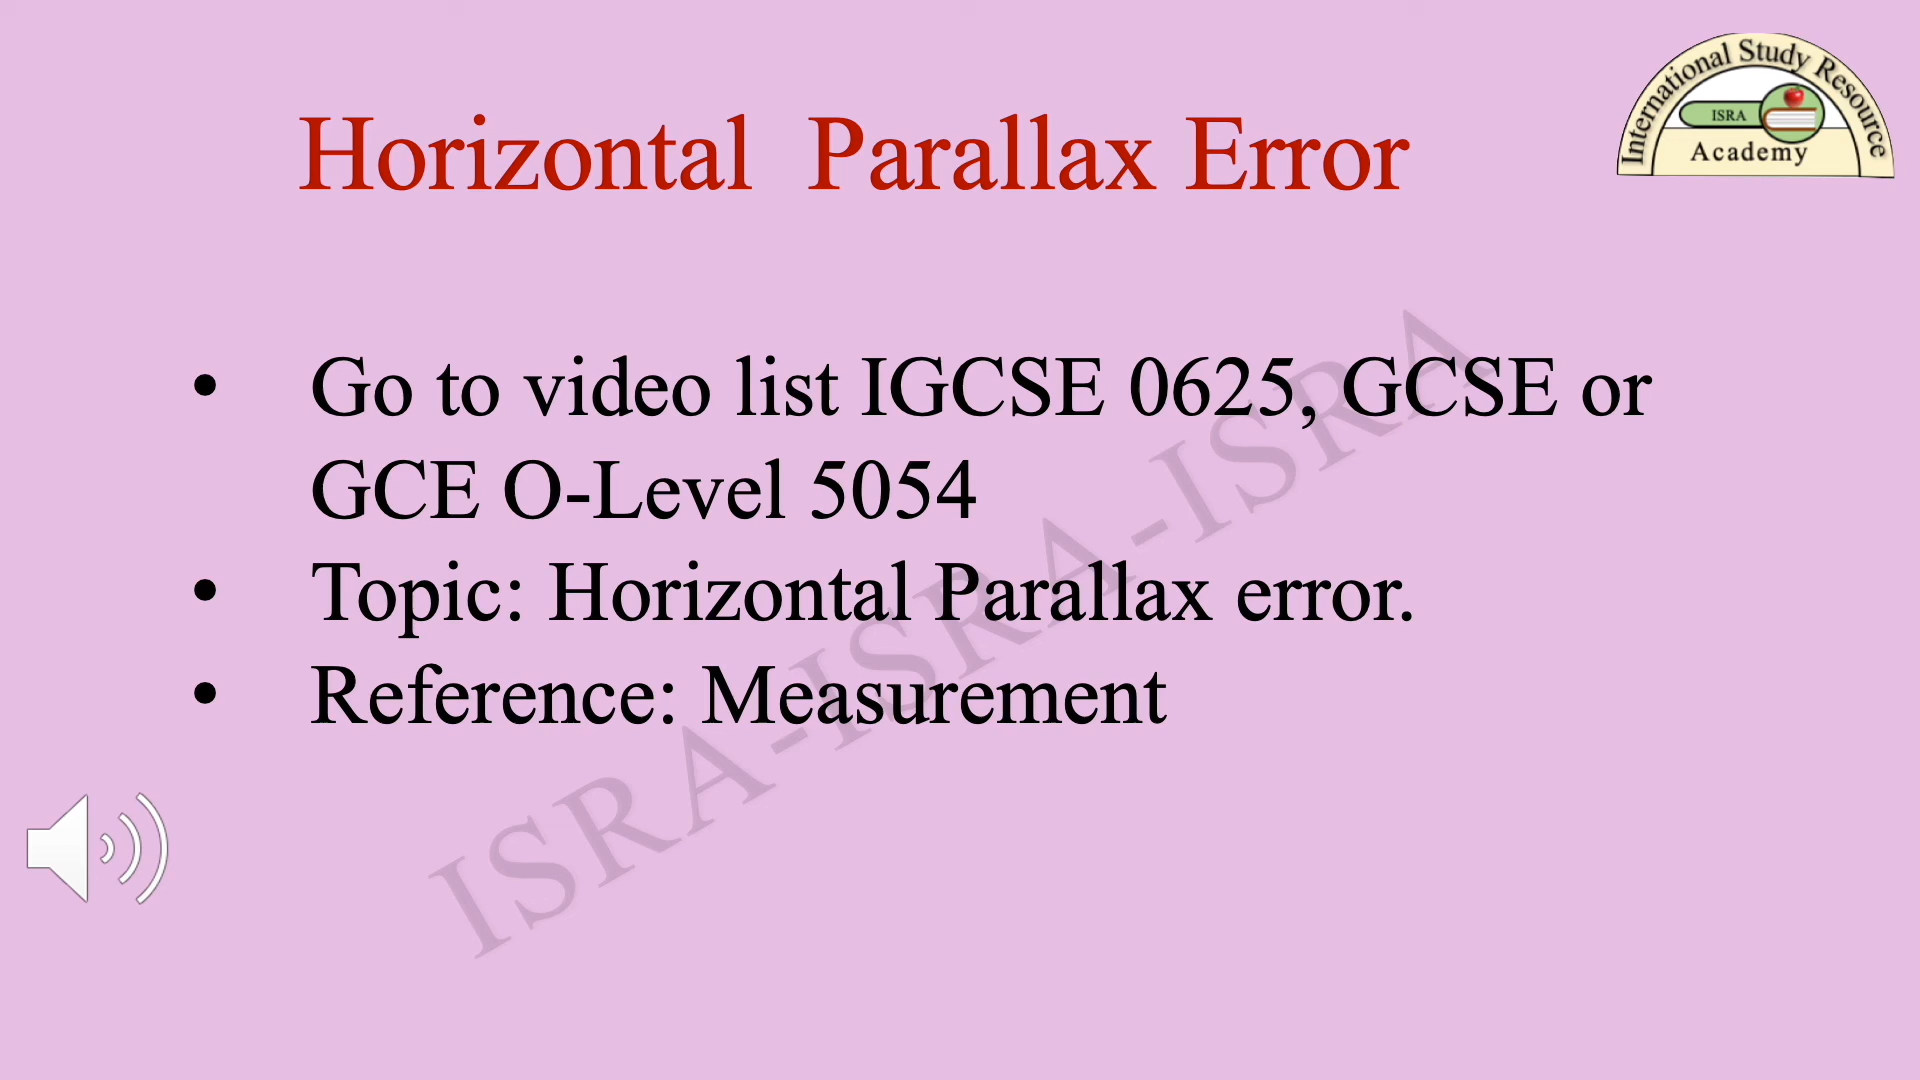 Horizontal Parallax Error
International Study Resource
ISRA
Academy
• Go to video list IGCSE 0625, GCSE or
GCE O-Level 5054
• Topic: Horizontal Parallax error.
• Reference: Measurement
ISRA-ISRA-ISRA